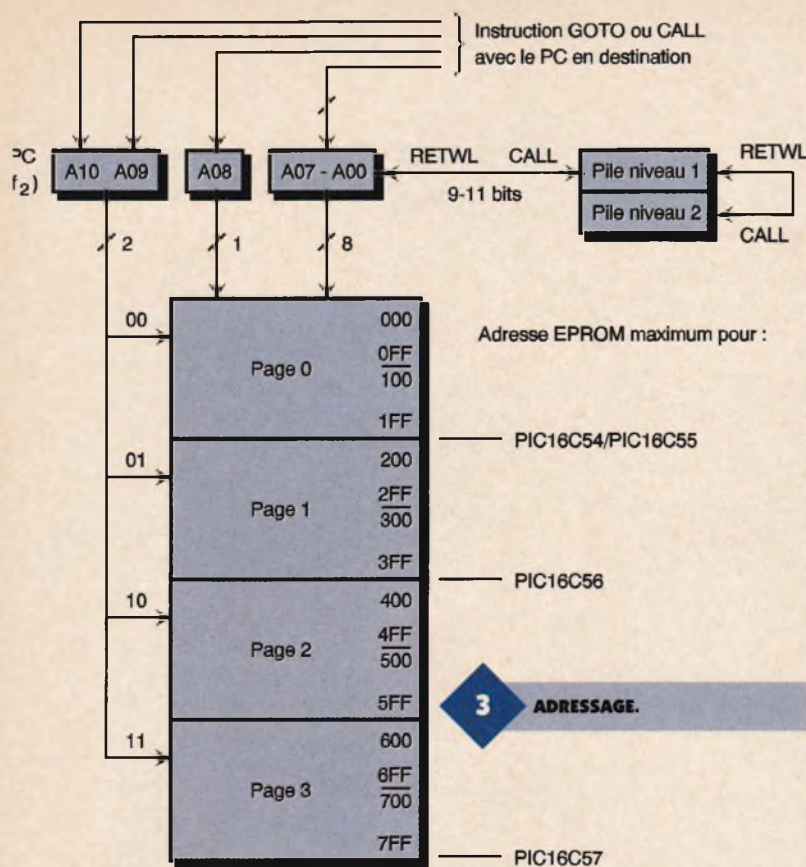 Instruction GOTO ou CALL
avec le PC en destination
PC
f2)
A10 A09
A08
A07 - A00
RETWL CALL
9-11 bits
Pile niveau 1
Pile niveau 2
RETWL
CALL
2
1
8
00
000
Page 0
0FF
100
1FF
Adresse EPROM maximum pour :
PIC16C54/PIC16C55
01
200
Page 1
2FF
300
3FF
PIC16C56
10
400
Page 2
4FF
500
5FF
3 ADRESSAGE.
11
600
Page 3
6FF
700
7FF
PIC16C57